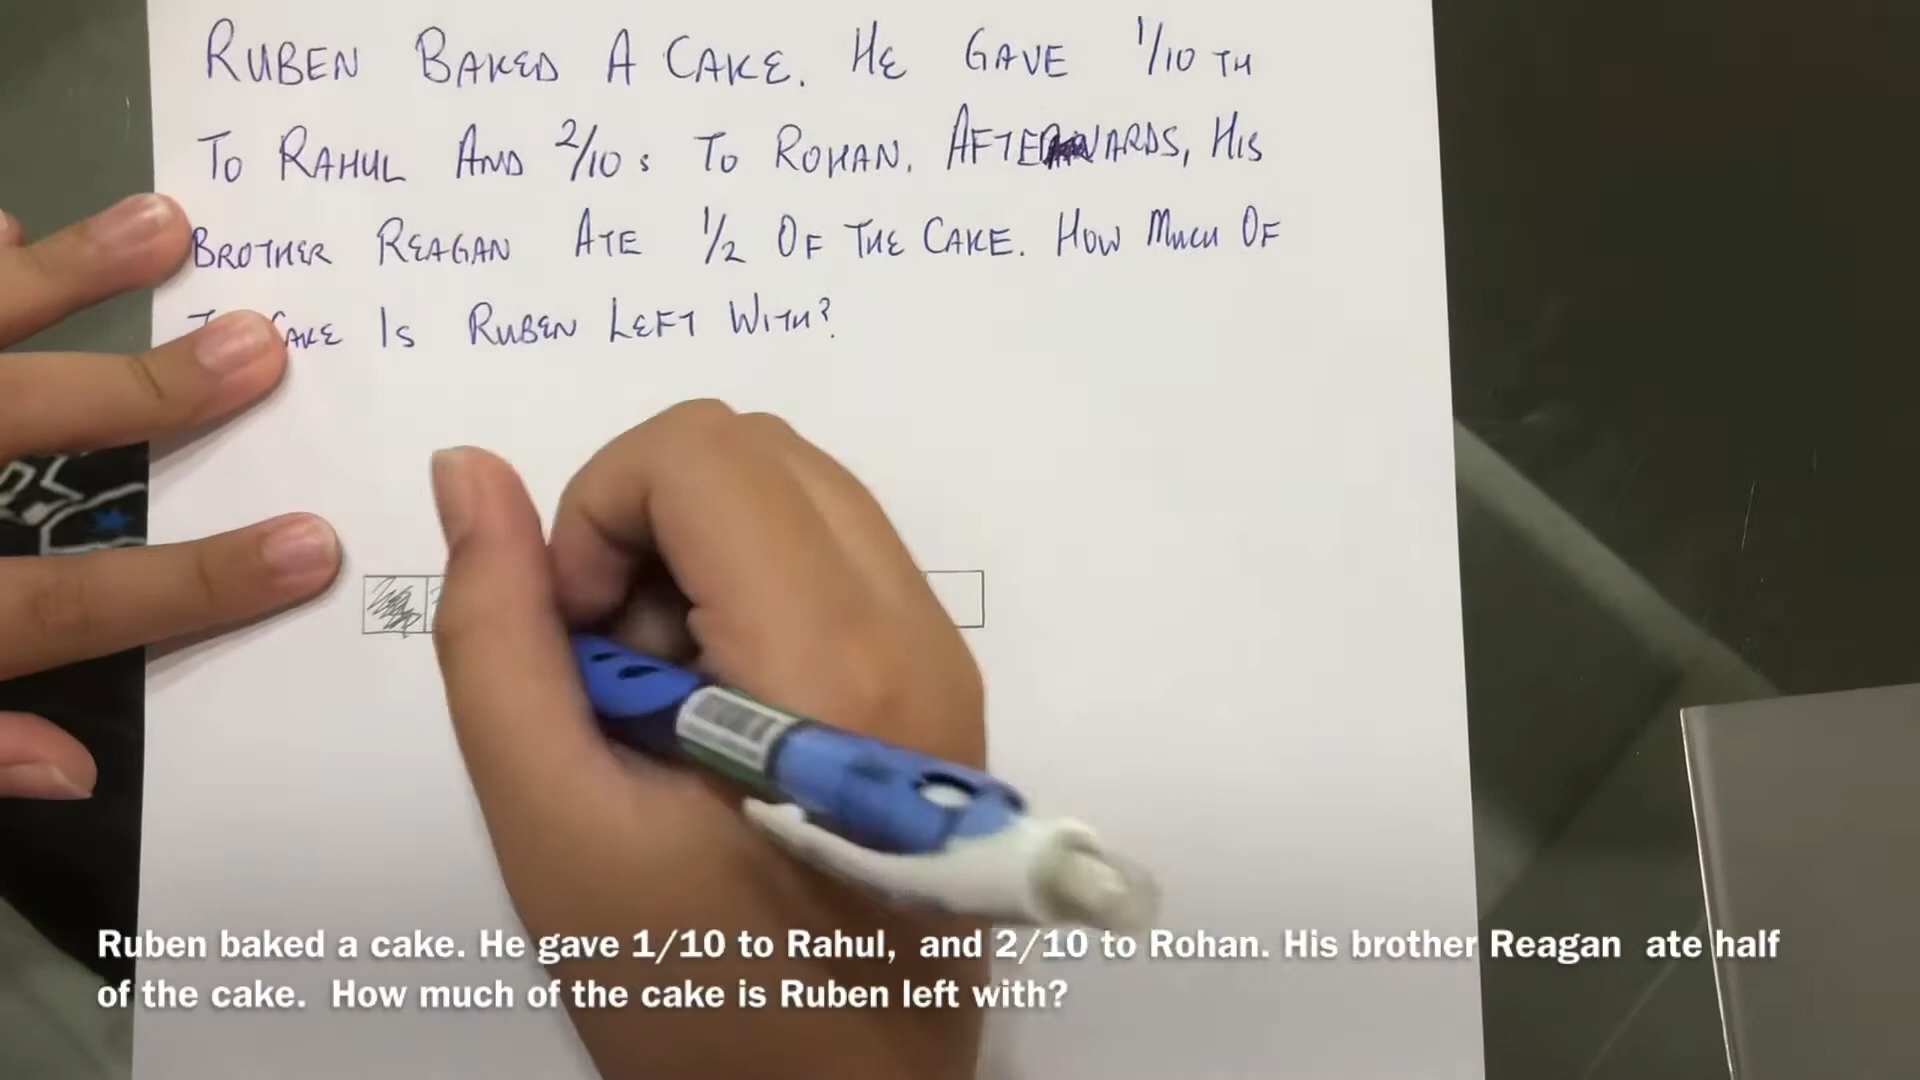 RUBEN BAKED A CAKE. HE GAVE 1/10 TH
TO RAHUL AND 2/10 s TO ROHAN. AFTERWARDS, HIS
BROTHER REAGAN ATE 1/2 OF THE CAKE. HOW MUCH OF
CAKE IS RUBEN LEFT WITH?
Ruben baked a cake. He gave 1/10 to Rahul, and 2/10 to Rohan. His brother Reagan ate half
of the cake. How much of the cake is Ruben left with?